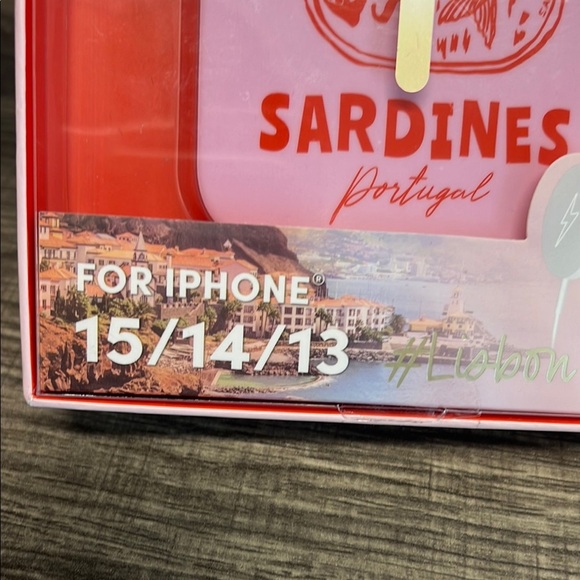 SARDINES
Portugal
FOR IPHONE®
15/14/13
#Lisbon